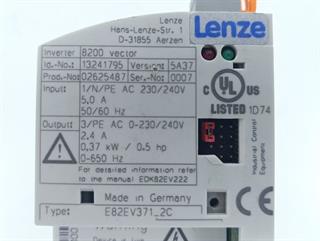 Lenze
Hans-Lenze-Str. 1
D-31855 Aerzen
Lenze
Inverter 8200 vector
Id.-No.: 13241795 Version: 5A37
Prod.-No: 02625487 Ser.-No: 0007
Input: 1/N/PE AC 230/240V
5,0 A
50/60 Hz
Output: 3/PE AC 0-230/240V
2,4 A
0,37 kW / 0.5 hp
0-650 Hz
For detailed information refer
to the manual EDK82EV222
Made in Germany
Type: E82EV371_2C
C UL US
LISTED 1D74
Industrial Control
Equipment
Warning